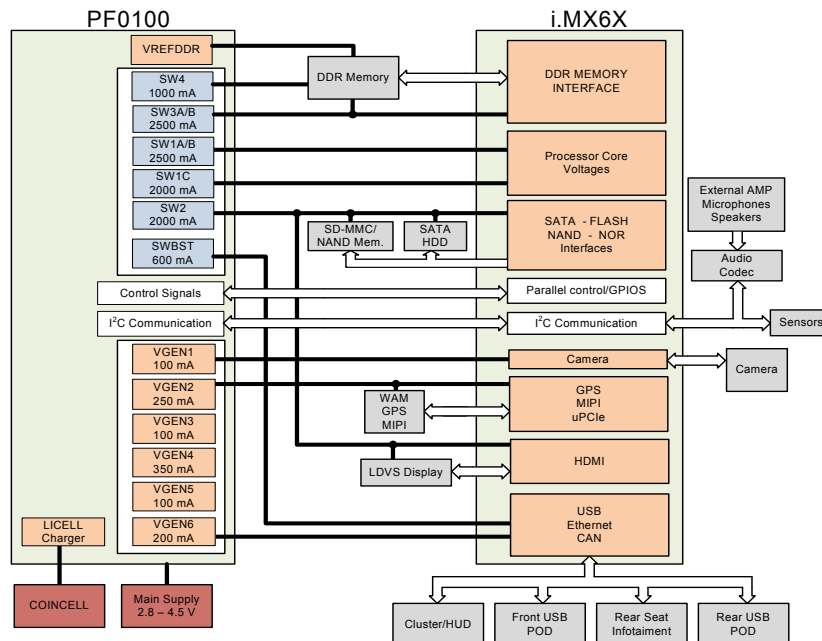 PF0100
i.MX6X
VREFDDR
SW4
1000 mA
SW3A/B
2500 mA
SW1A/B
2500 mA
SW1C
2000 mA
SW2
2000 mA
SWBST
600 mA
Control Signals
I²C Communication
VGEN1
100 mA
VGEN2
250 mA
VGEN3
100 mA
VGEN4
350 mA
VGEN5
100 mA
VGEN6
200 mA
LICELL
Charger
COINCELL
Main Supply
2.8 – 4.5 V
DDR Memory
SD-MMC/
NAND Mem.
SATA
HDD
WAM
GPS
MIPI
LDVS Display
DDR MEMORY
INTERFACE
Processor Core
Voltages
SATA - FLASH
NAND - NOR
Interfaces
Parallel control/GPIOS
I²C Communication
Camera
GPS
MIPI
uPCIe
HDMI
USB
Ethernet
CAN
External AMP
Microphones
Speakers
Audio
Codec
Sensors
Camera
Cluster/HUD
Front USB
POD
Rear Seat
Infotaiment
Rear USB
POD